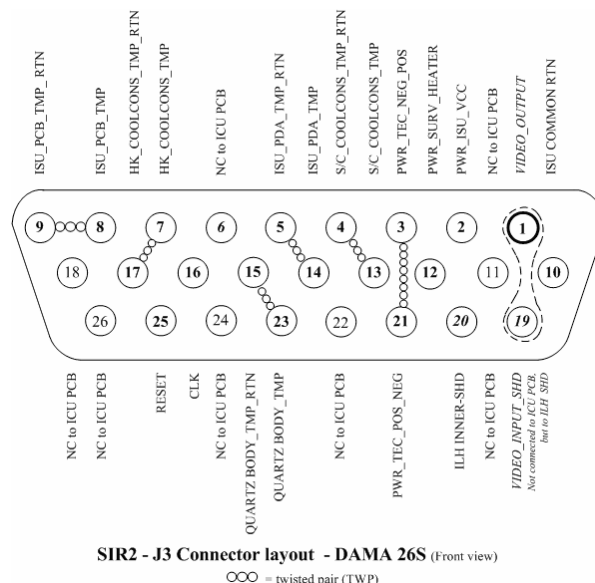 ISU_PCB_TMP_RTN
ISU_PCB_TMP
HK_COOLCONS_TMP_RTN
HK_COOLCONS_TMP
NC to ICU PCB
ISU_PDA_TMP_RTN
ISU_PDA_TMP
S/C_COOLCONS_TMP_RTN
S/C_COOLCONS_TMP
PWR_TEC_NEG_POS
PWR_SURV_HEATER
PWR_ISU_VCC
NC to ICU PCB
VIDEO_OUTPUT
ISU COMMON RTN
9 8 7 6 5 4 3 2 1
18 17 16 15 14 13 12 11 10
26 25 24 23 22 21 20 19
NC to ICU PCB
NC to ICU PCB
RESET
CLK
NC to ICU PCB
QUARTZ BODY_TMP_RTN
QUARTZ BODY_TMP
NC to ICU PCB
PWR_TEC_POS_NEG
ILH INNER-SHD
NC to ICU PCB
VIDEO_INPUT_SHD
Not connected to ICU PCB,
but to ILH_SHD
SIR2 - J3 Connector layout - DAMA 26S (Front view)
= twisted pair (TWP)